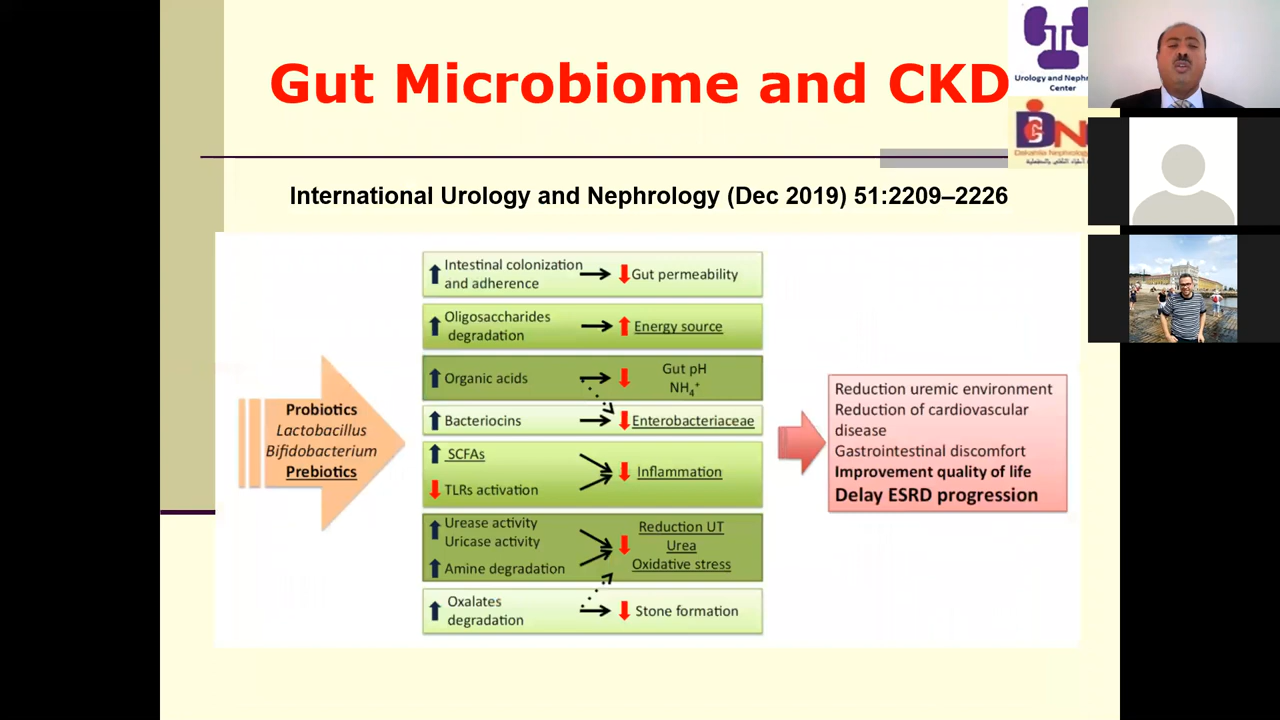 Gut Microbiome and CKD
Urology and Nephr
Center
Dakahlia Nephrology
International Urology and Nephrology (Dec 2019) 51:2209–2226
Probiotics
Lactobacillus
Bifidobacterium
Prebiotics
Intestinal colonization
and adherence
Gut permeability
Oligosaccharides
degradation
Energy source
Organic acids
Gut pH
NH₄⁺
Bacteriocins
Enterobacteriaceae
SCFAs
TLRs activation
Inflammation
Urease activity
Uricase activity
Amine degradation
Reduction UT
Urea
Oxidative stress
Oxalates
degradation
Stone formation
Reduction uremic environment
Reduction of cardiovascular
disease
Gastrointestinal discomfort
Improvement quality of life
Delay ESRD progression